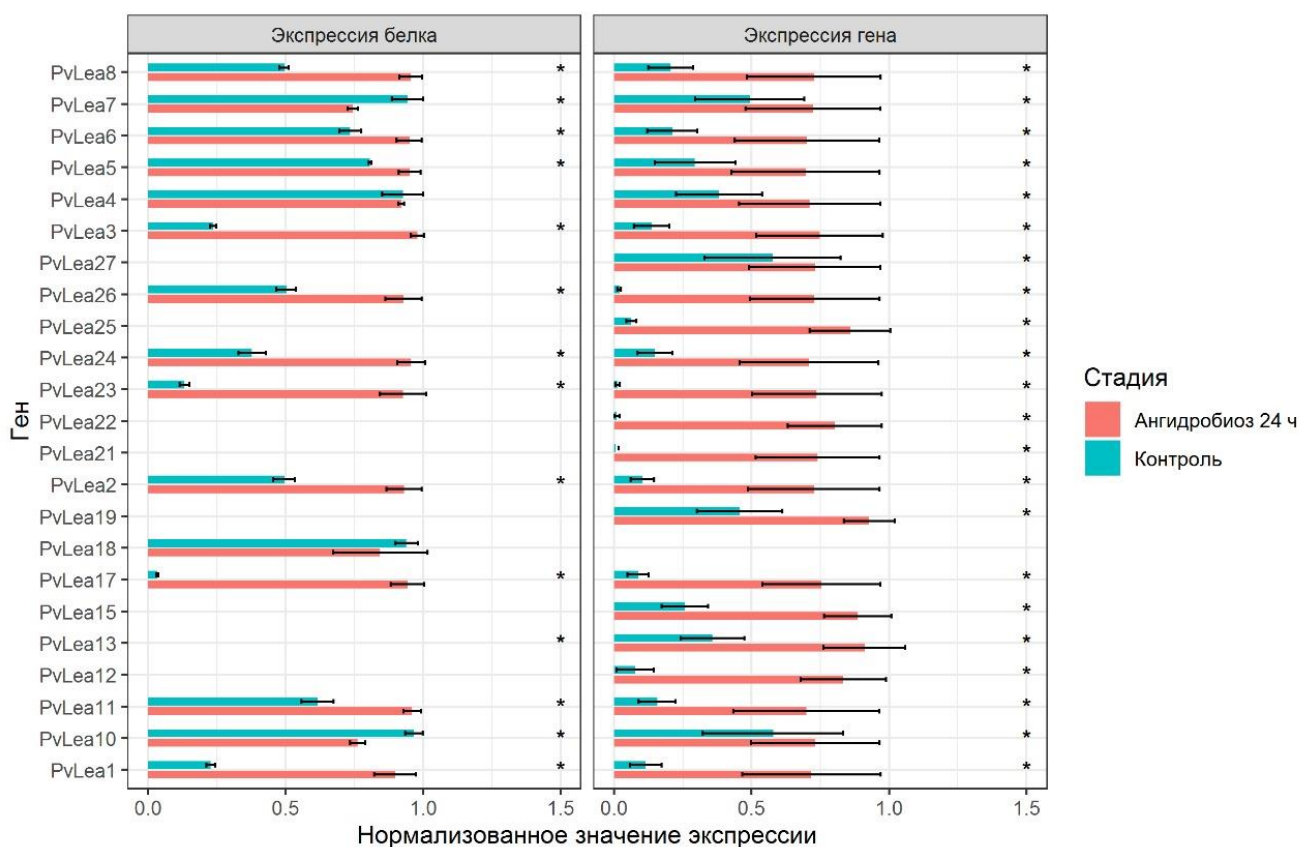 Экспрессия белка
Экспрессия гена
PvLea8
PvLea7
PvLea6
PvLea5
PvLea4
PvLea3
PvLea27
PvLea26
PvLea25
PvLea24
PvLea23
PvLea22
PvLea21
PvLea2
PvLea19
PvLea18
PvLea17
PvLea15
PvLea13
PvLea12
PvLea11
PvLea10
PvLea1
Ген
* *
* *
* *
* *
*
* *
*
* *
*
* *
* *
*
*
* *
*
* *
*
* *
*
* *
* *
* *
0.0 0.5 1.0 1.5
0.0 0.5 1.0 1.5
Нормализованное значение экспрессии
Стадия
Ангидробиоз 24 ч
Контроль